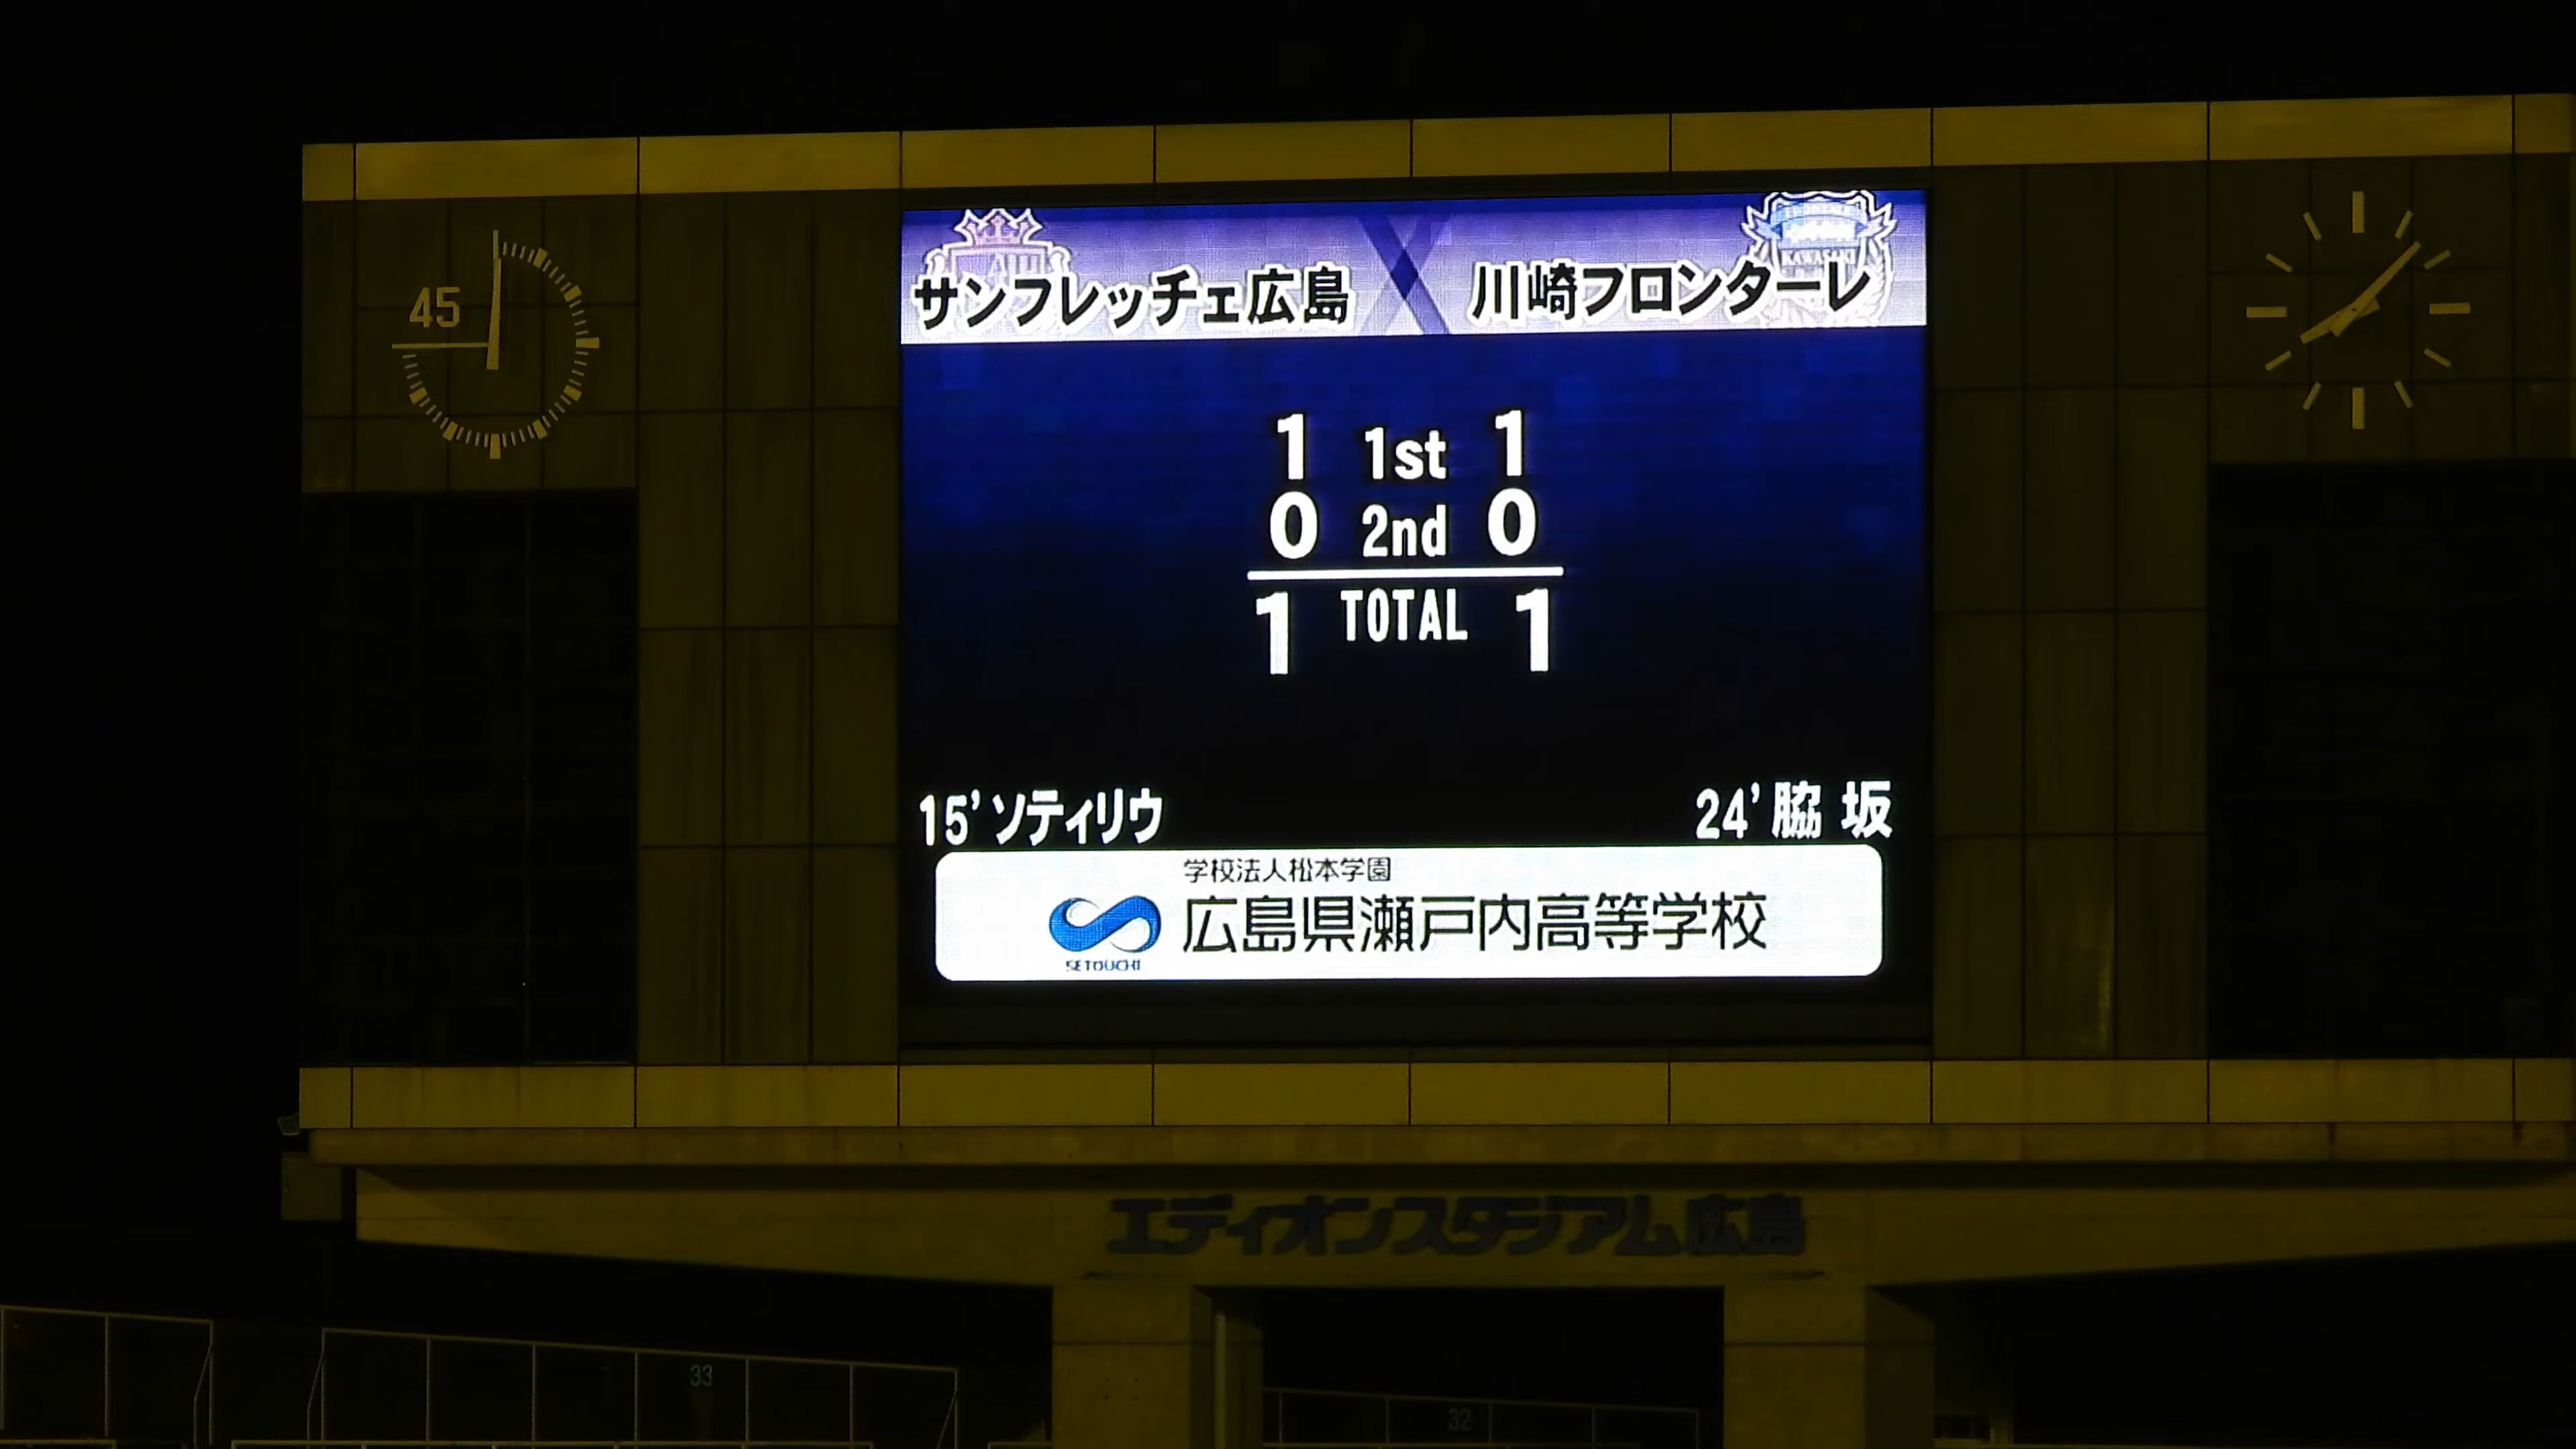 サンフレッチェ広島 川崎フロンターレ
KAWASAKI
45
1 1st 1
0 2nd 0
1 TOTAL 1
15' ソティリウ 24' 脇 坂
学校法人松本学園
広島県瀬戸内高等学校
SETOUCHI
エディオンスタジアム広島
33
32